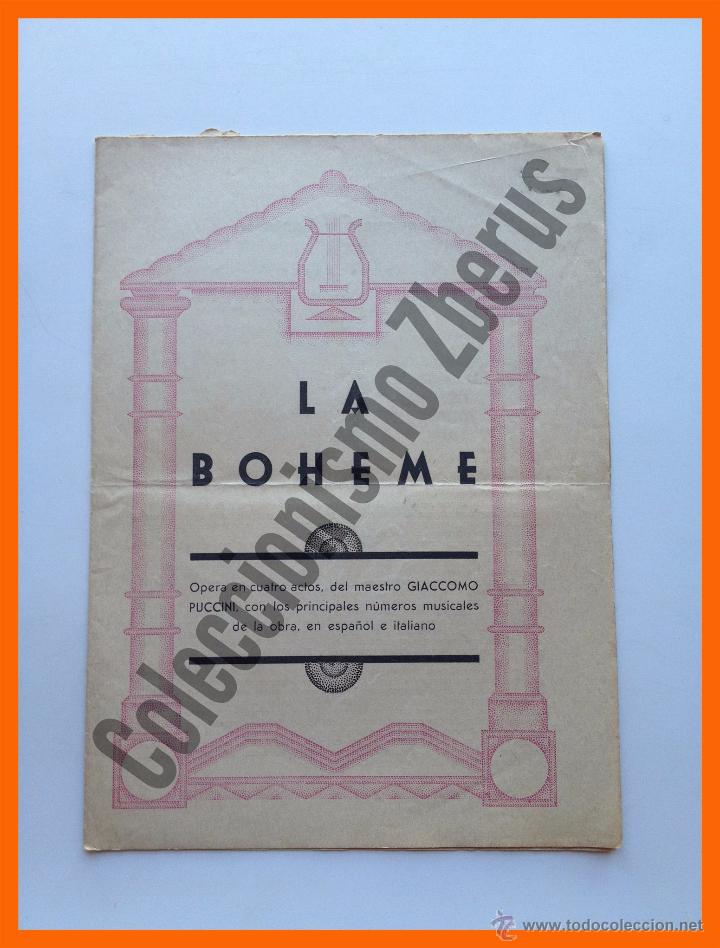 LA
BOHEME
Opera en cuatro actos, del maestro GIACCOMO
PUCCINI, con los principales números musicales
de la obra, en español e italiano
Coleccionismo Zberus
www.todocoleccion.net